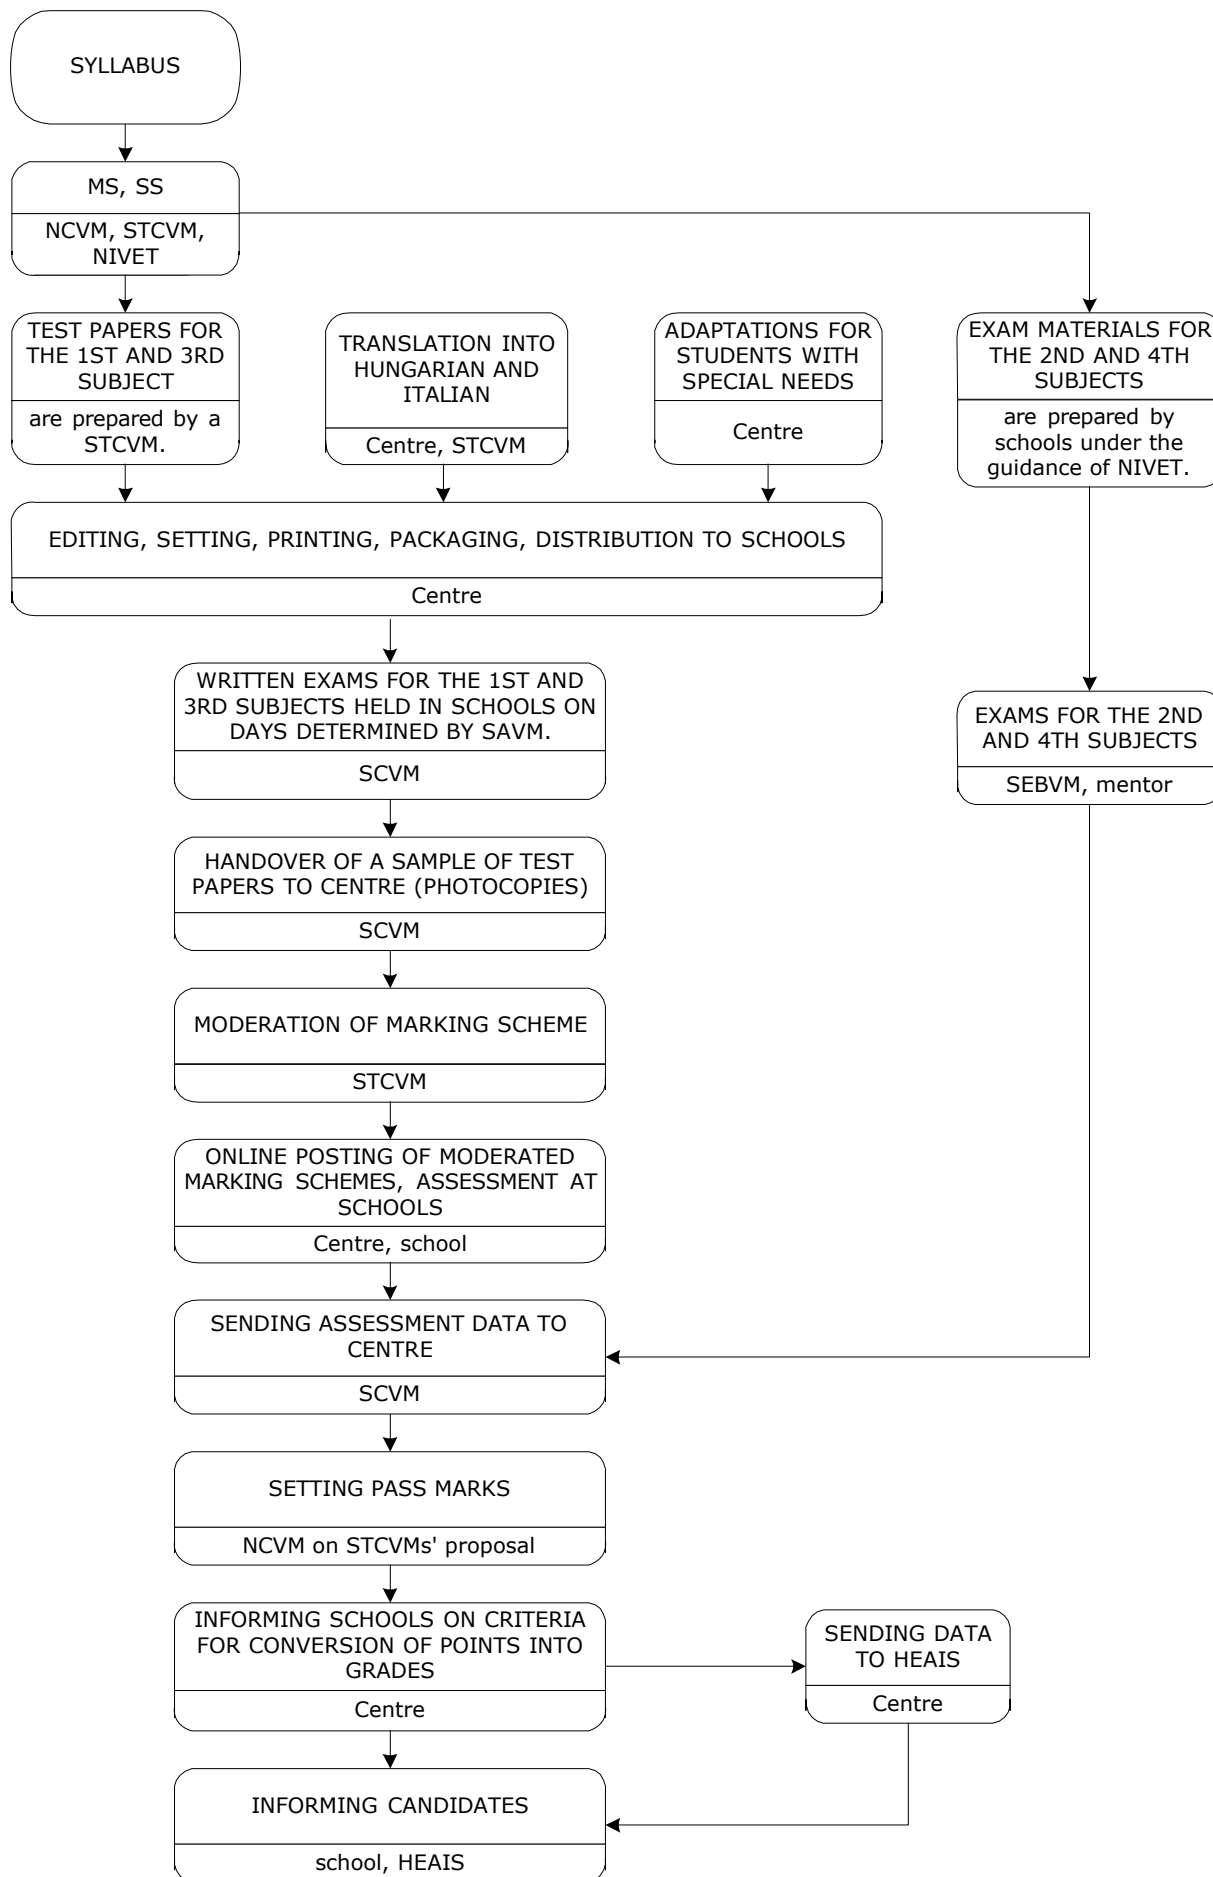 SYLLABUS
MS, SS
NCVM, STCVM,
NIVET
TEST PAPERS FOR
THE 1ST AND 3RD
SUBJECT
are prepared by a
STCVM.
TRANSLATION INTO
HUNGARIAN AND
ITALIAN
Centre, STCVM
ADAPTATIONS FOR
STUDENTS WITH
SPECIAL NEEDS
Centre
EXAM MATERIALS FOR
THE 2ND AND 4TH
SUBJECTS
are prepared by
schools under the
guidance of NIVET.
EDITING, SETTING, PRINTING, PACKAGING, DISTRIBUTION TO SCHOOLS
Centre
WRITTEN EXAMS FOR THE 1ST AND
3RD SUBJECTS HELD IN SCHOOLS ON
DAYS DETERMINED BY SAVM.
SCVM
EXAMS FOR THE 2ND
AND 4TH SUBJECTS
SEBVM, mentor
HANDOVER OF A SAMPLE OF TEST
PAPERS TO CENTRE (PHOTOCOPIES)
SCVM
MODERATION OF MARKING SCHEME
STCVM
ONLINE POSTING OF MODERATED
MARKING SCHEMES, ASSESSMENT AT
SCHOOLS
Centre, school
SENDING ASSESSMENT DATA TO
CENTRE
SCVM
SETTING PASS MARKS
NCVM on STCVMs' proposal
INFORMING SCHOOLS ON CRITERIA
FOR CONVERSION OF POINTS INTO
GRADES
Centre
SENDING DATA
TO HEAIS
Centre
INFORMING CANDIDATES
school, HEAIS